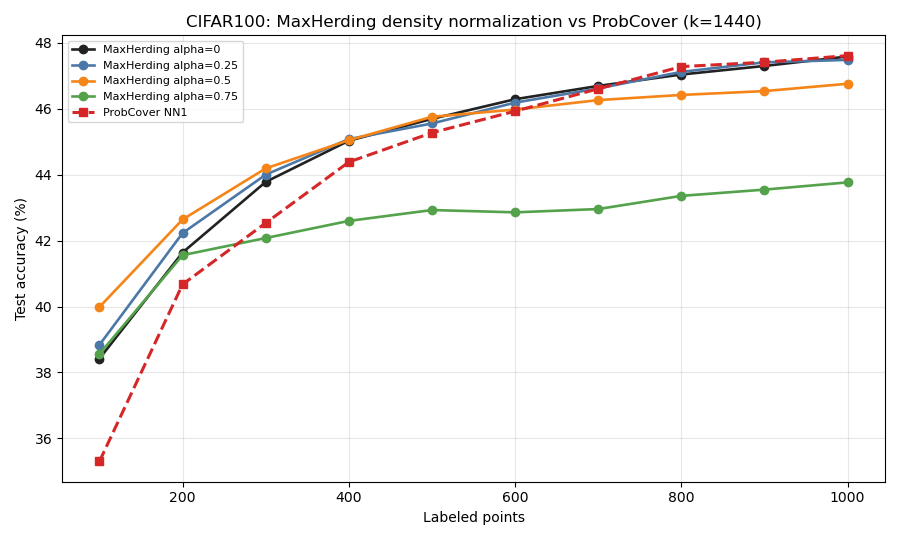 CIFAR100: MaxHerding density normalization vs ProbCover (k=1440)
MaxHerding alpha=0
MaxHerding alpha=0.25
MaxHerding alpha=0.5
MaxHerding alpha=0.75
ProbCover NN1
Test accuracy (%)
48
46
44
42
40
38
36
200 400 600 800 1000
Labeled points